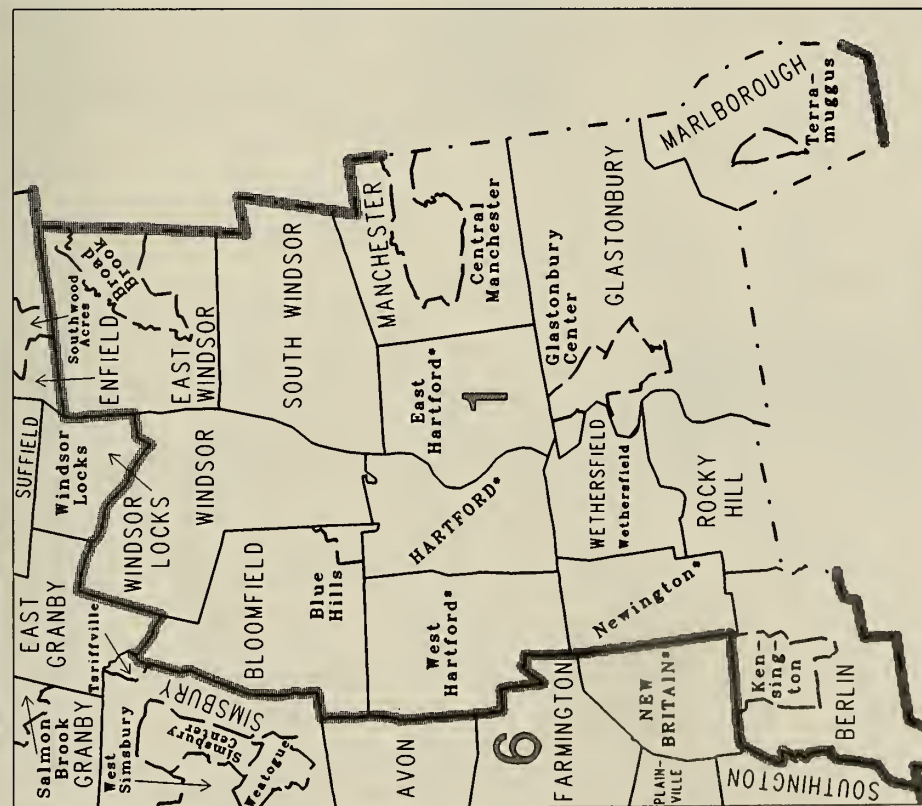 MARLBOROUGH
Terra-
muggus
GLASTONBURY
Glastonbury
Center
MANCHESTER
Central
Manchester
SOUTH WINDSOR
Broad
Brook
Southwood
Acres
ENFIELD
EAST
WINDSOR
East
Hartford*
1
SUFFIELD
Windsor
Locks
WINDSOR
LOCKS
WINDSOR
HARTFORD*
WETHERSFIELD
Wethersfield
ROCKY
HILL
EAST
GRANBY
Tariffville
BLOOMFIELD
Blue
Hills
West
Hartford*
Newington*
Salmon
Brook
GRANBY
West
Simsbury
SIMSBURY
Simsbury
Center
Weatogue
AVON
6
FARMINGTON
NEW
BRITAIN*
PLAIN-
VILLE
Ken-
sing-
ton
BERLIN
SOUTHINGTON